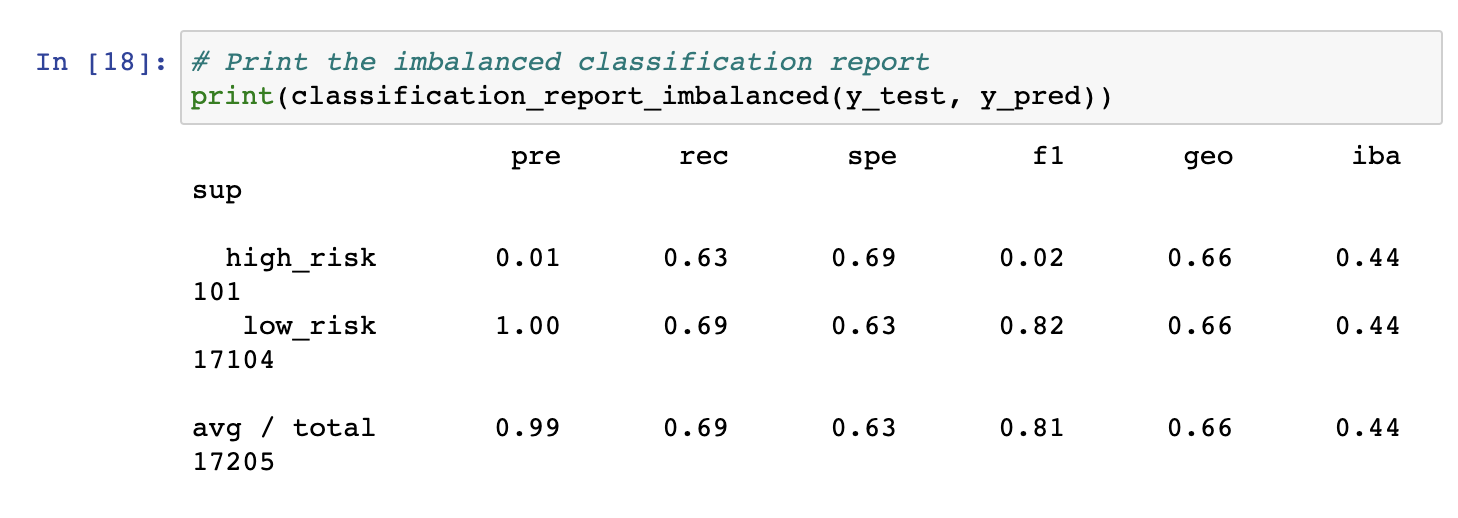 In [18]: # Print the imbalanced classification report
print(classification_report_imbalanced(y_test, y_pred))
pre rec spe f1 geo iba
sup
high_risk 0.01 0.63 0.69 0.02 0.66 0.44
101
low_risk 1.00 0.69 0.63 0.82 0.66 0.44
17104
avg / total 0.99 0.69 0.63 0.81 0.66 0.44
17205